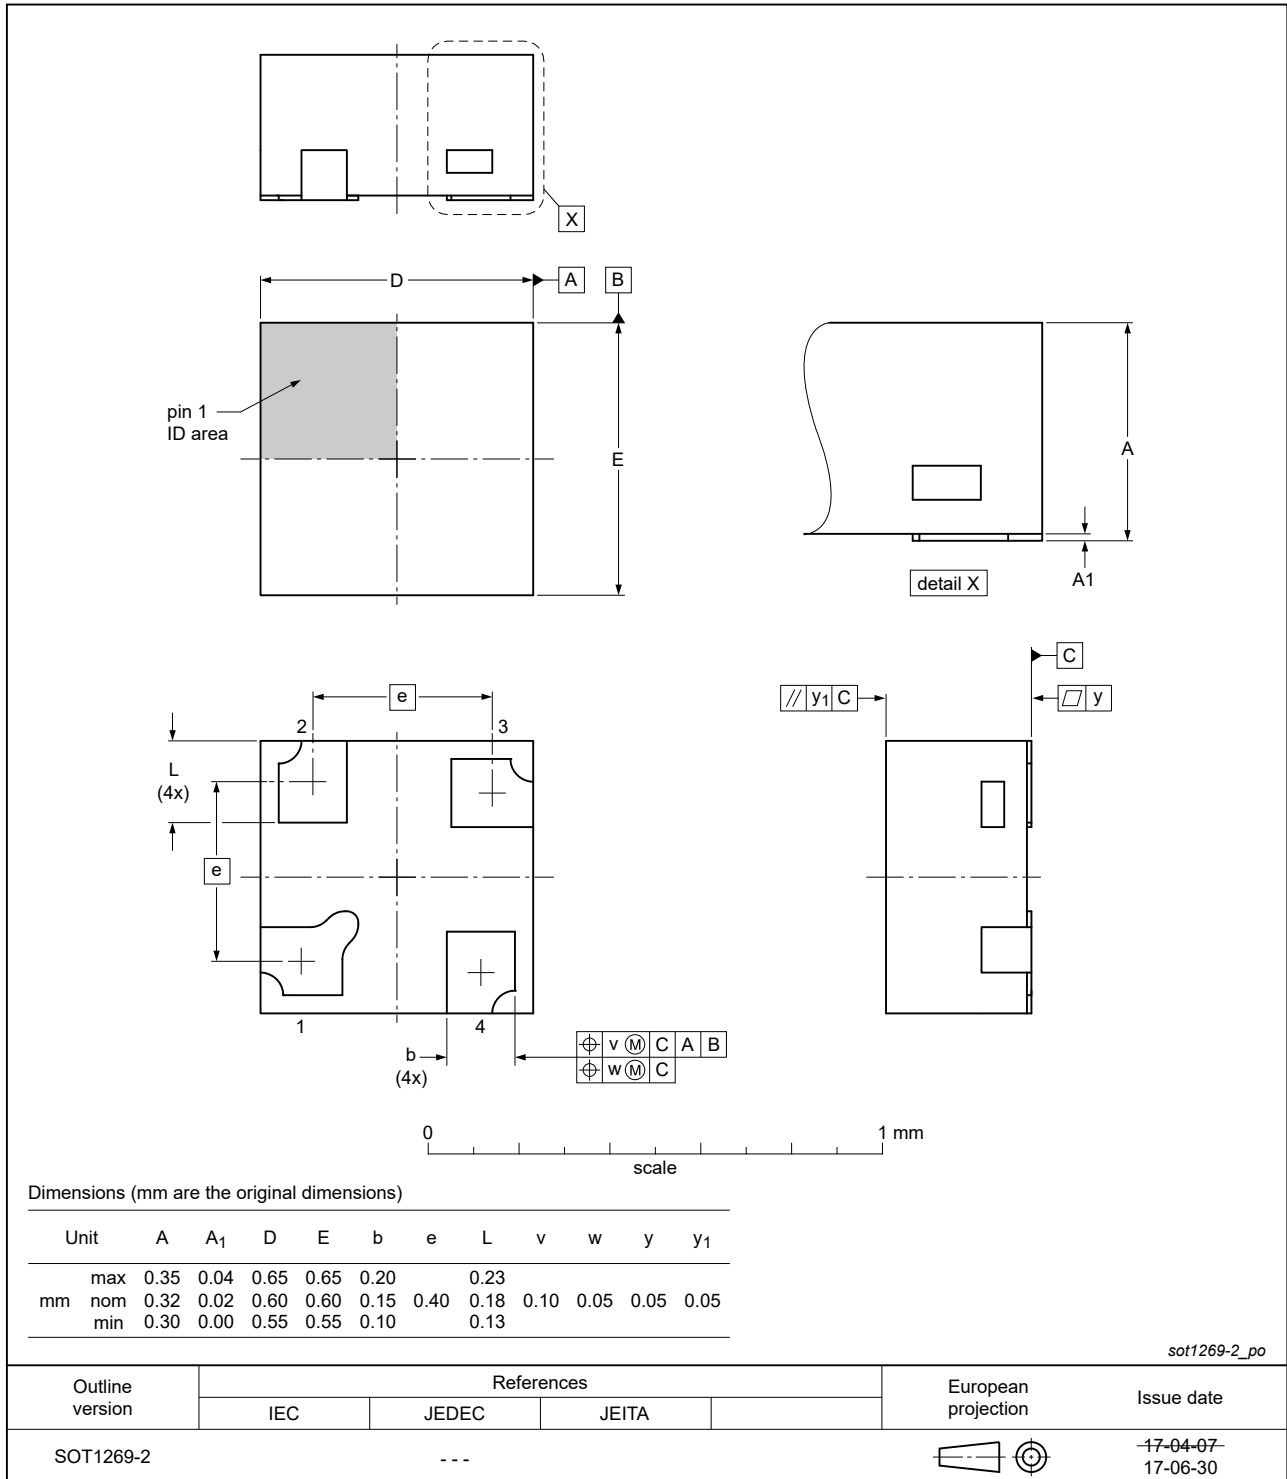 X
D
A
B
pin 1
ID area
E
A
A1
detail X
C
// y1 C
y
e
2
3
L
(4x)
e
1
4
b
(4x)
v M C A B
w M C
0
1 mm
scale
Dimensions (mm are the original dimensions)
Unit A A1 D E b e L v w y y1
max 0.35 0.04 0.65 0.65 0.20 0.23
mm nom 0.32 0.02 0.60 0.60 0.15 0.40 0.18 0.10 0.05 0.05 0.05
min 0.30 0.00 0.55 0.55 0.10 0.13
sot1269-2_po
Outline
version
References
IEC JEDEC JEITA
European
projection
Issue date
SOT1269-2
- - -
17-04-07
17-06-30